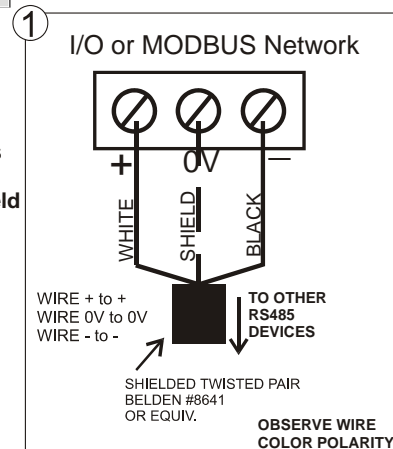 1
I/O or MODBUS Network
+ 0V –
WHITE
SHIELD
BLACK
WIRE + to +
WIRE 0V to 0V
WIRE - to -
TO OTHER
RS485
DEVICES
SHIELDED TWISTED PAIR
BELDEN #8641
OR EQUIV.
OBSERVE WIRE
COLOR POLARITY